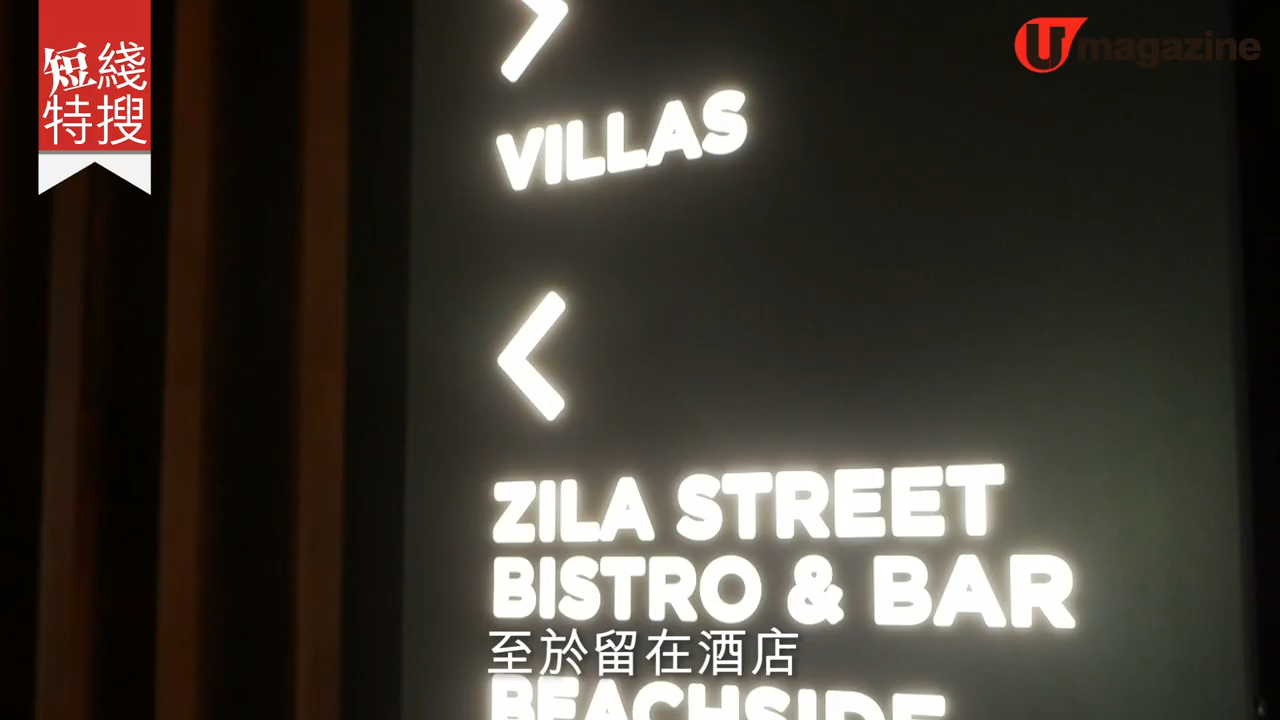 短綫
特搜
U magazine
VILLAS
ZILA STREET
BISTRO & BAR
至於留在酒店
BEACHSIDE